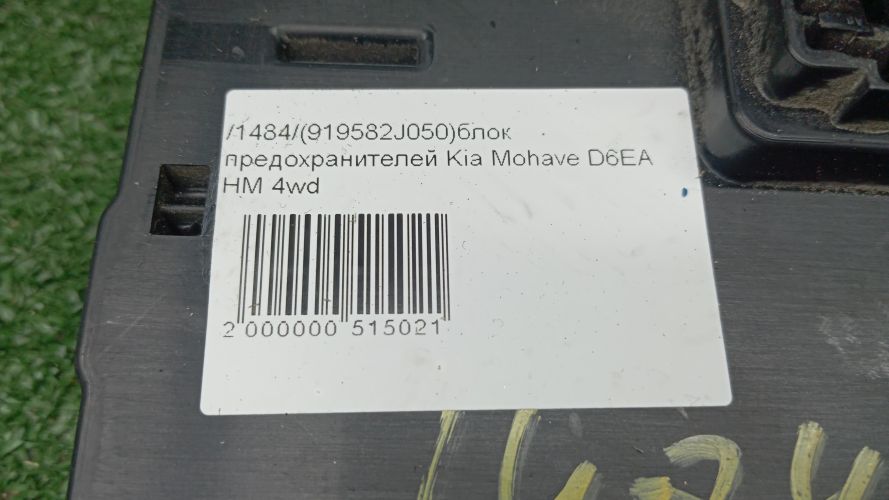 /1484/(919582J050)блок
предохранителей Kia Mohave D6EA
HM 4wd
2 000000 515021